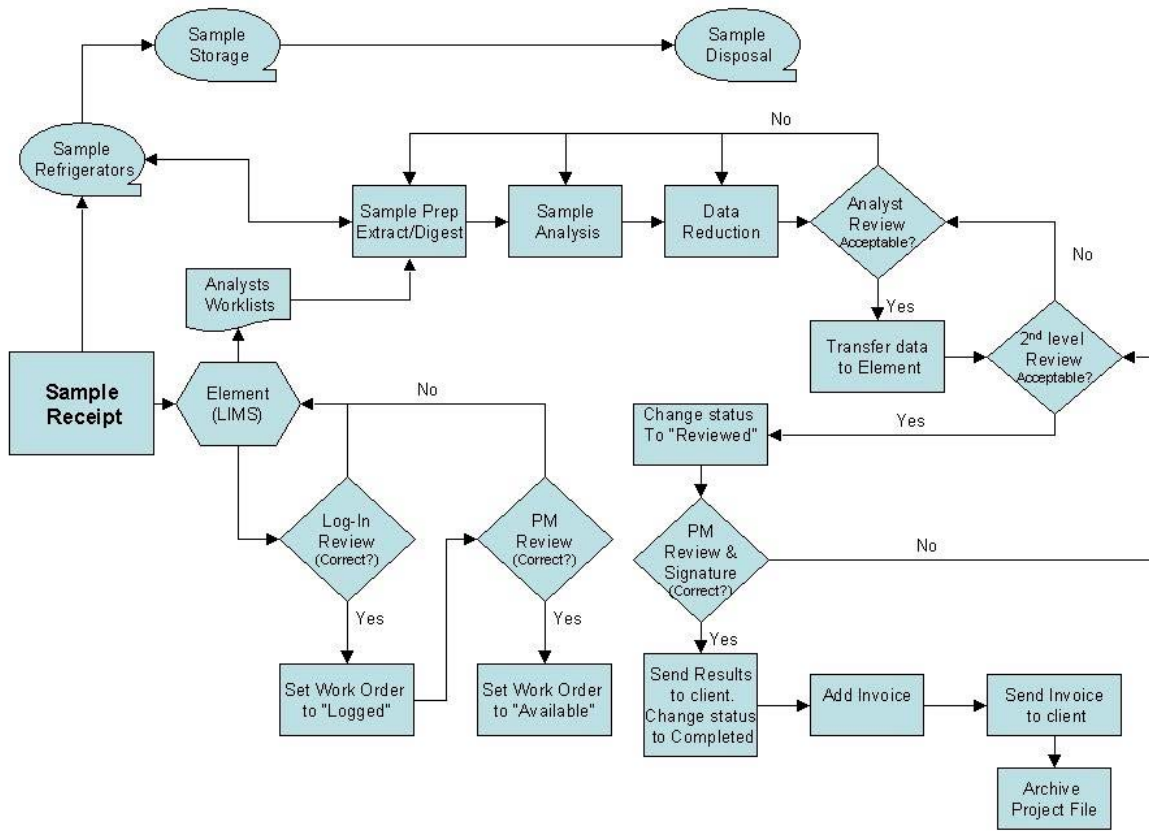 Sample
Storage
Sample
Disposal
Sample
Refrigerators
No
Sample Prep
Extract/Digest
Sample
Analysis
Data
Reduction
Analyst
Review
Acceptable?
No
Analysts
Worklists
Yes
Transfer data
to Element
2nd level
Review
Acceptable?
Sample
Receipt
Element
(LIMS)
No
Change status
To "Reviewed"
Yes
Log-In
Review
(Correct?)
PM
Review
(Correct?)
PM
Review &
Signature
(Correct?)
No
Yes
Yes
Yes
Set Work Order
to "Logged"
Set Work Order
to "Available"
Send Results
to client.
Change status
to Completed
Add Invoice
Send Invoice
to client
Archive
Project File